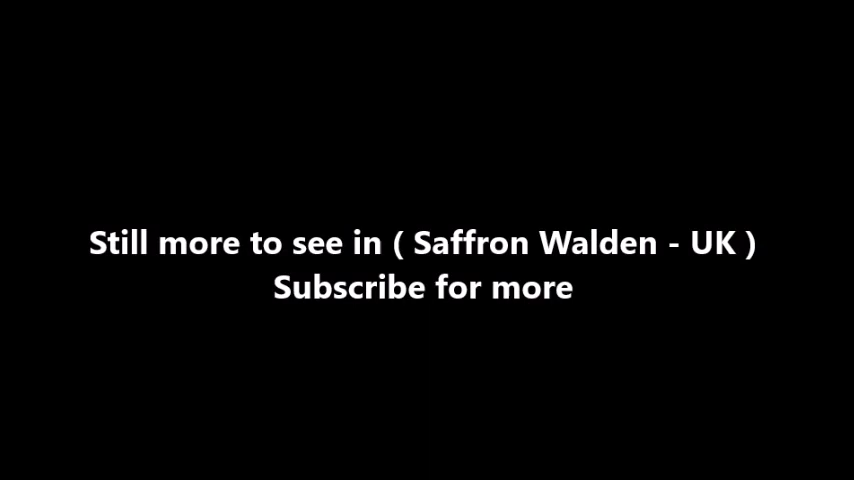 Still more to see in ( Saffron Walden - UK )
Subscribe for more